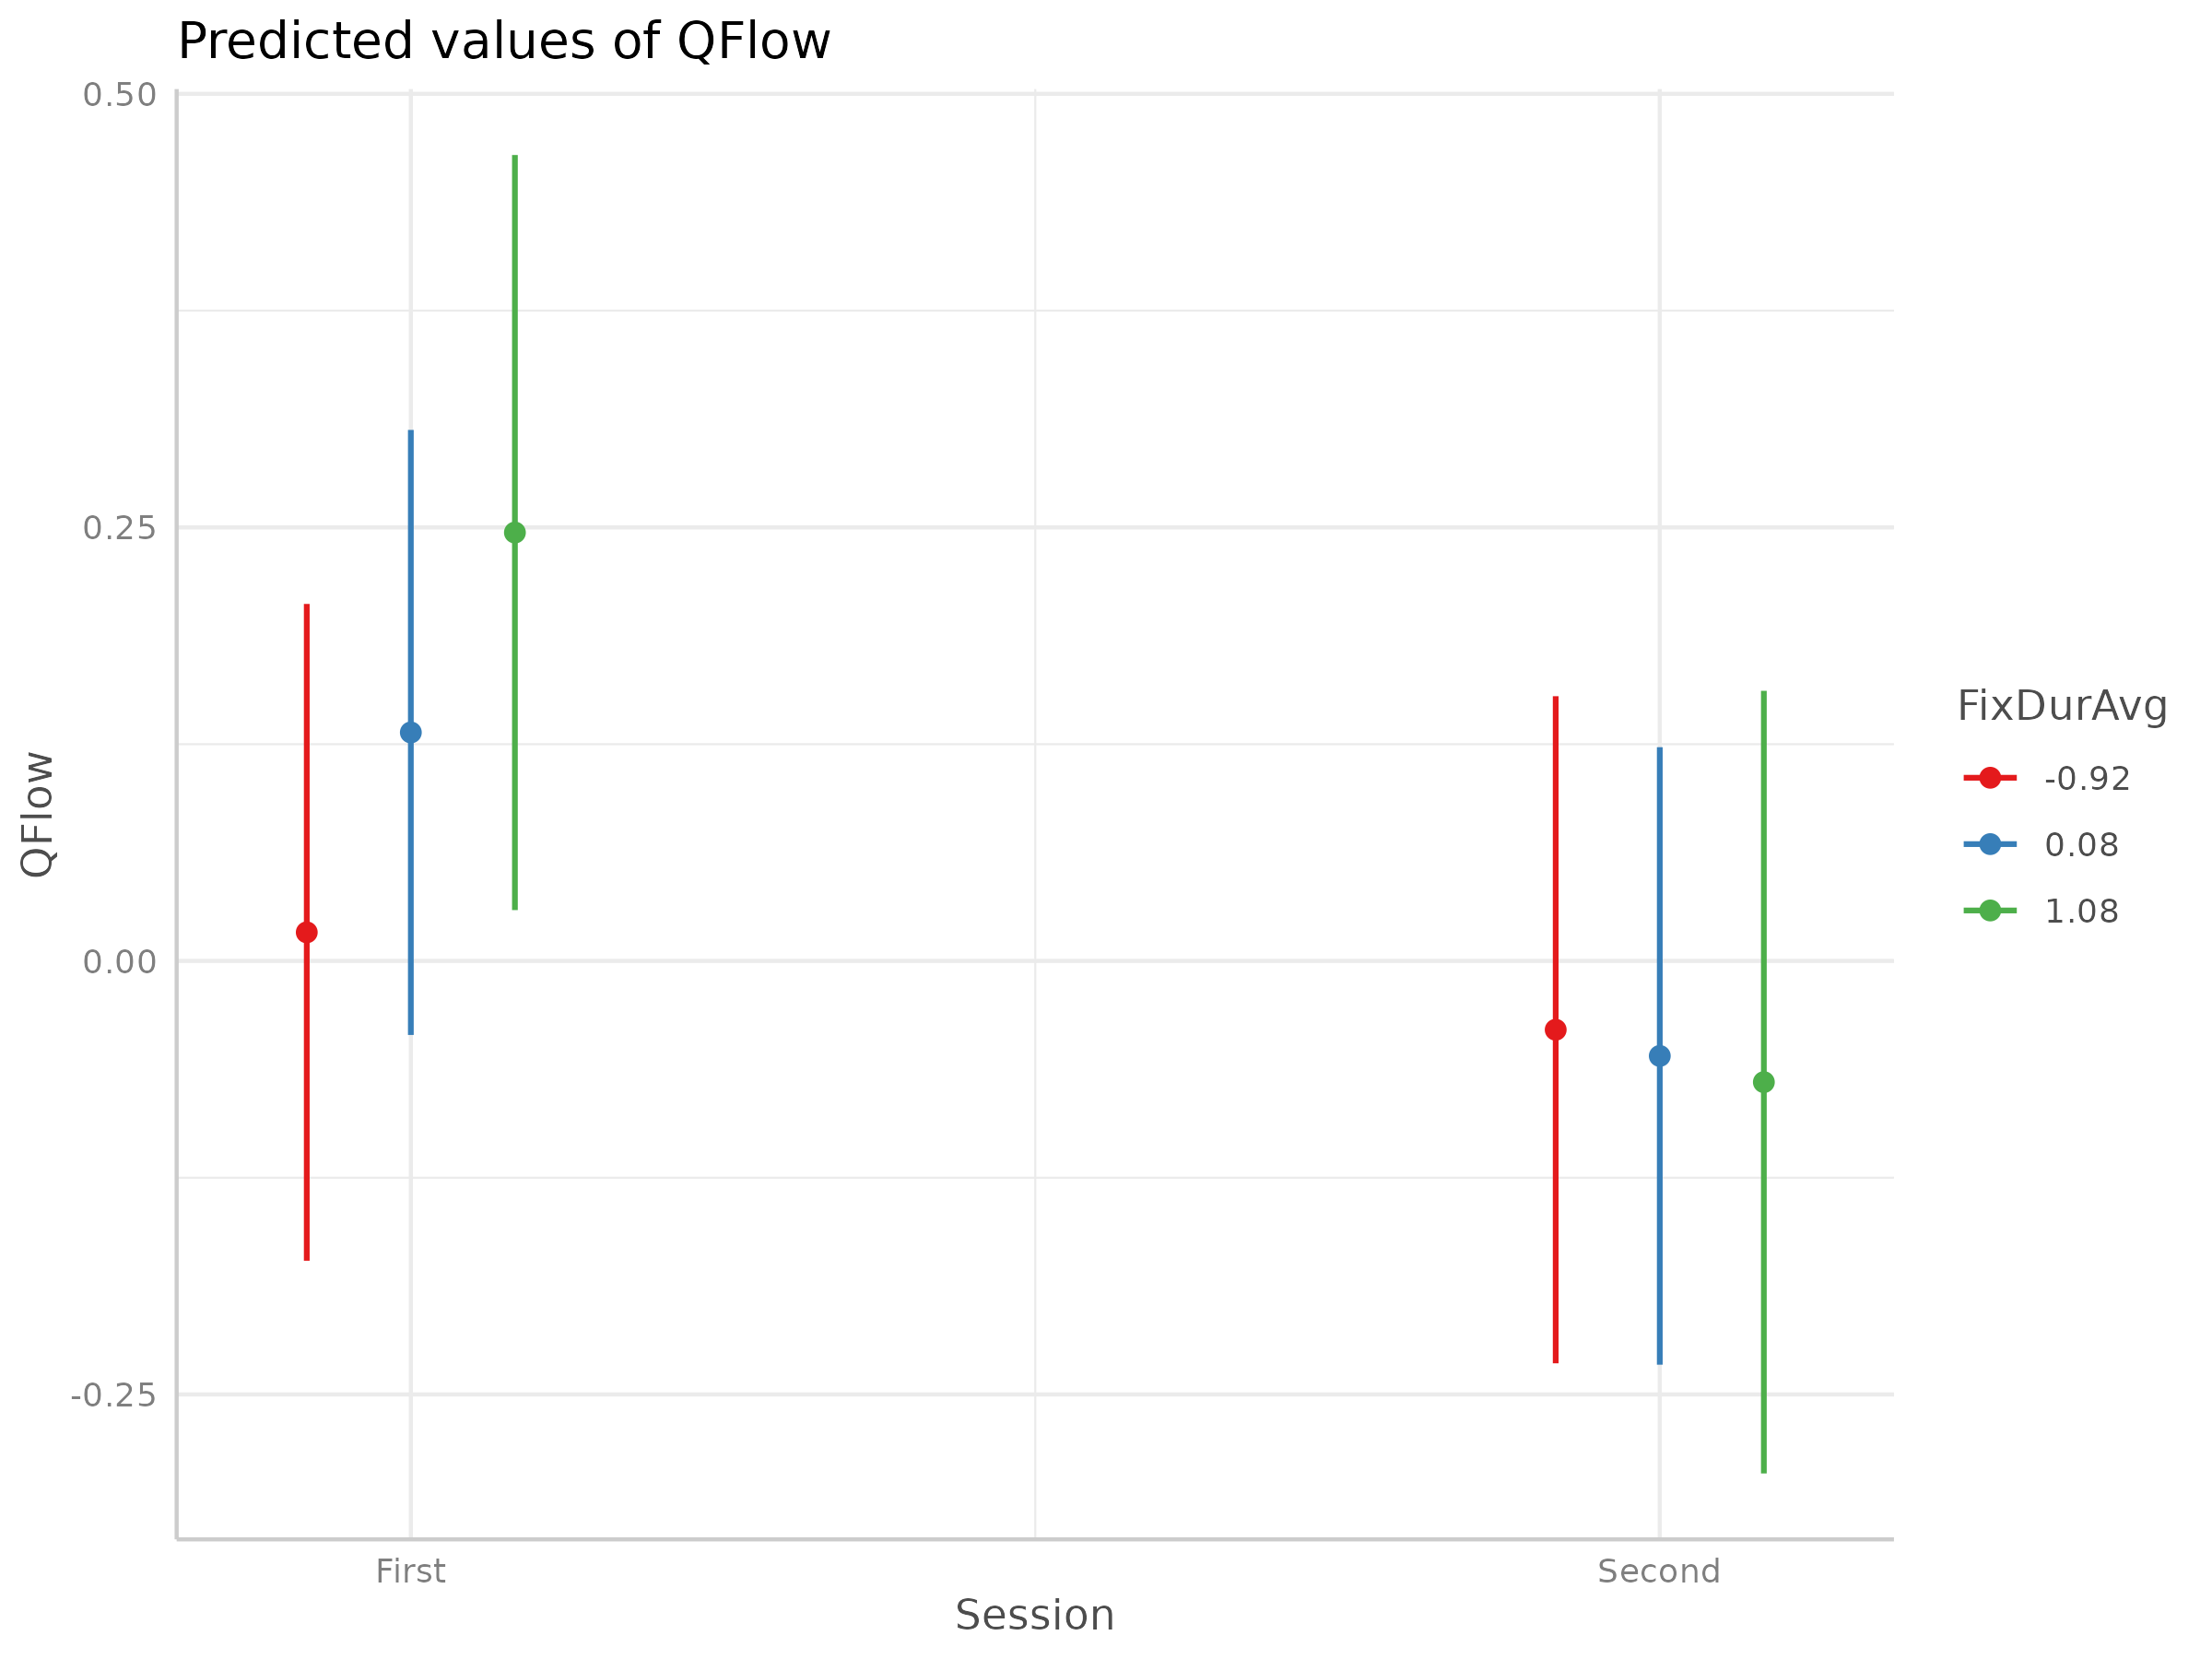 Predicted values of QFlow
0.50
0.25
0.00
-0.25
QFlow
First
Second
Session
FixDurAvg
-0.92
0.08
1.08